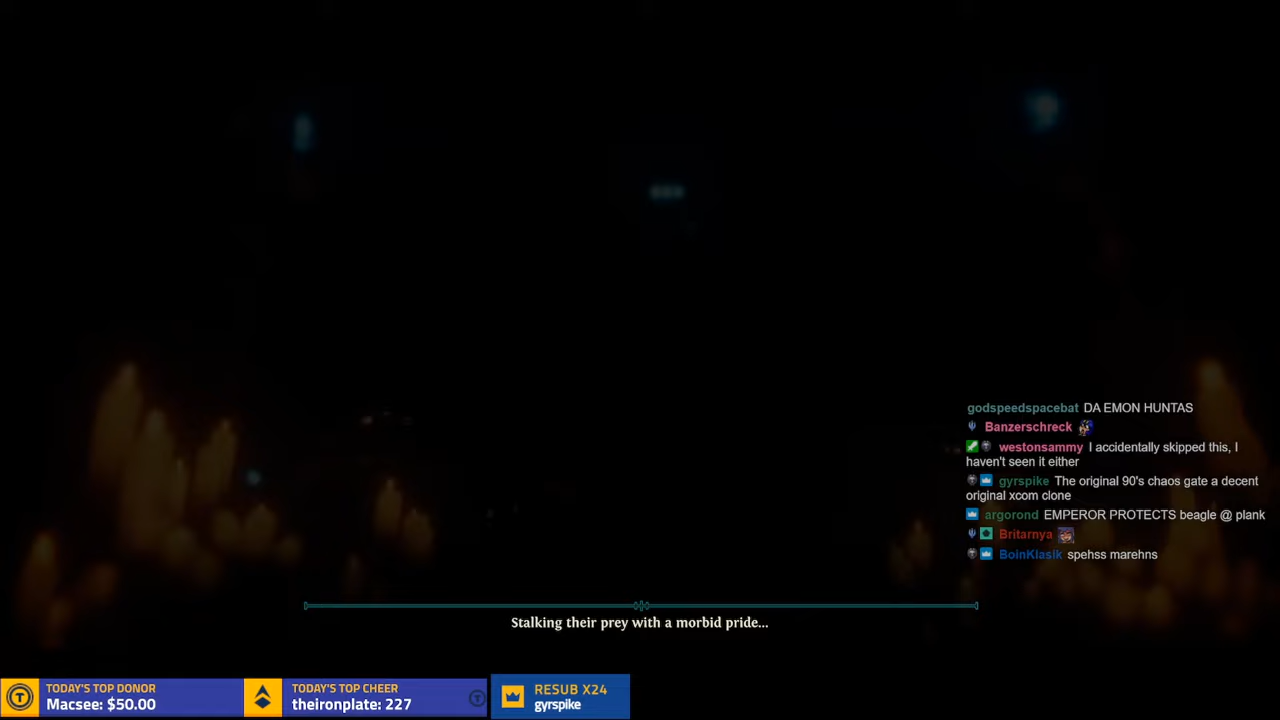 godspeedspacebat DA EMON HUNTAS
Banzerschreck
westonsammy I accidentally skipped this, I
haven't seen it either
gyrspike The original 90's chaos gate a decent
original xcom clone
argorond EMPEROR PROTECTS beagle @ plank
Britarnya
BoinKlasik spehss marehns
Stalking their prey with a morbid pride...
TODAY'S TOP DONOR
Macsee: $50.00
TODAY'S TOP CHEER
theironplate: 227
RESUB X24
gyrspike